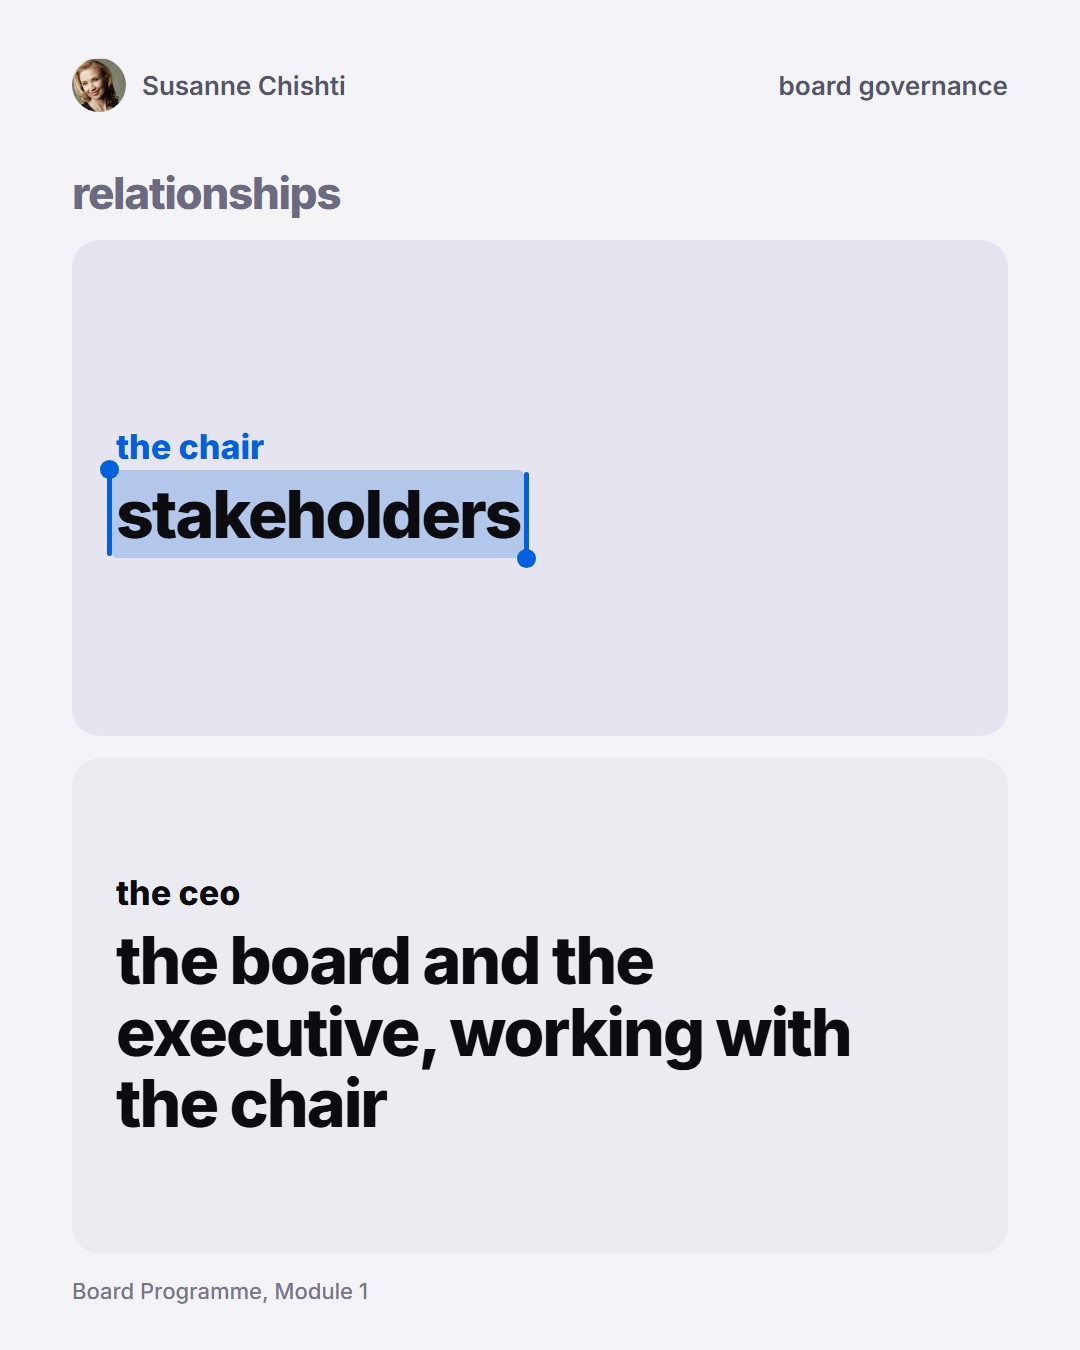 Susanne Chishti
board governance
relationships
the chair
stakeholders
the ceo
the board and the
executive, working with
the chair
Board Programme, Module 1